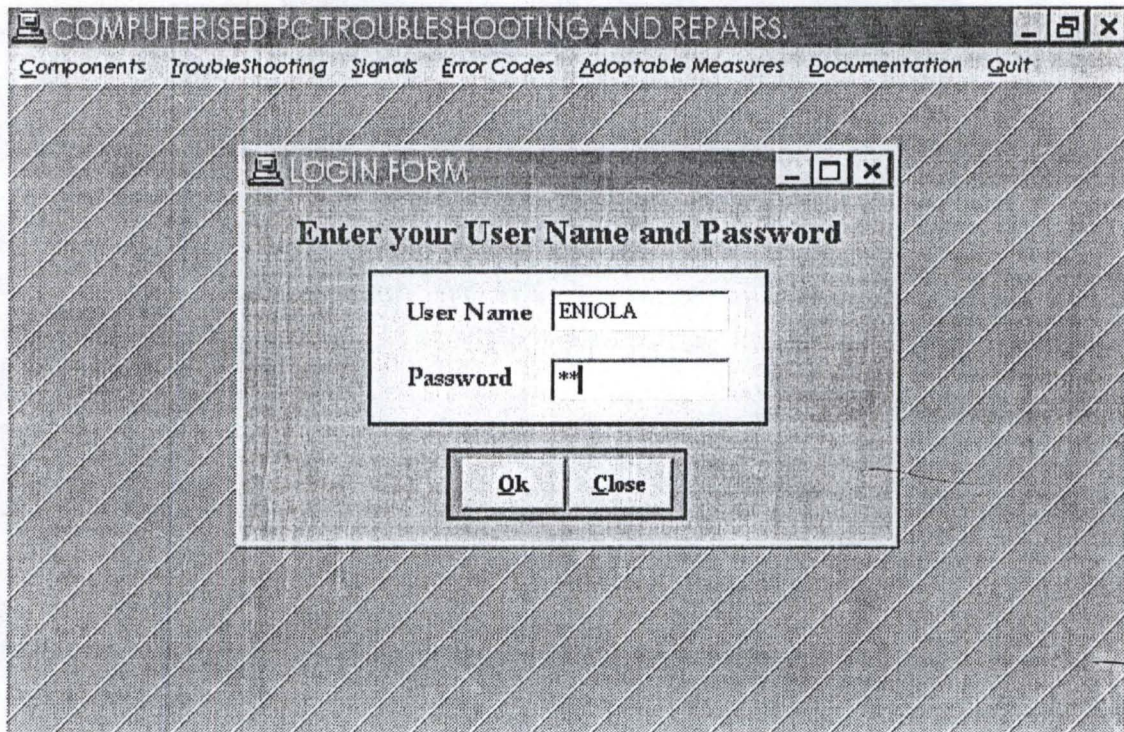 COMPUTERISED PC TROUBLESHOOTING AND REPAIRS.
Components TroubleShooting Signals Error Codes Adoptable Measures Documentation Quit
LOGIN FORM
Enter your User Name and Password
User Name ENIOLA
Password **
Ok Close